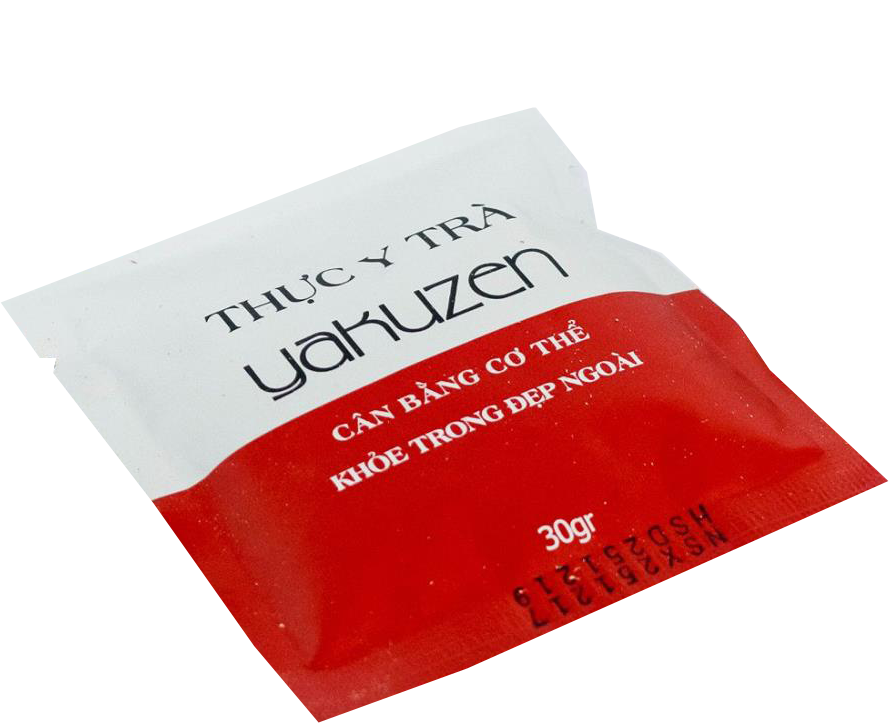 THỰC Y TRÀ
yakuzen
CÂN BẰNG CƠ THỂ
KHỎE TRONG ĐẸP NGOÀI
30gr
NSX251217
HSD251219